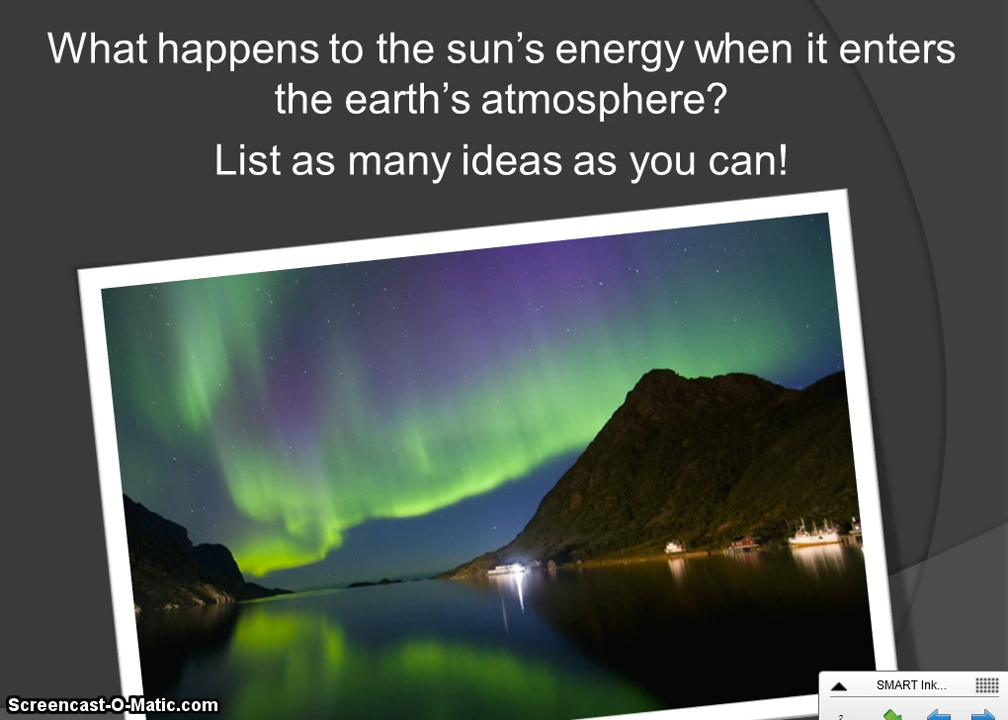 What happens to the sun’s energy when it enters
the earth’s atmosphere?
List as many ideas as you can!
Screencast-O-Matic.com
SMART Ink...
2